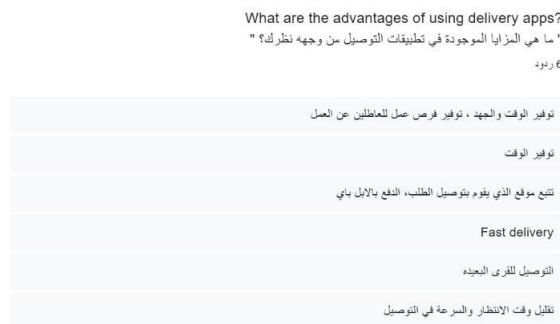 What are the advantages of using delivery apps?
" ما هي المزايا الموجودة في تطبيقات التوصيل من وجهه نظرك؟ "
6 ردود
توفير الوقت والجهد ، توفير فرص عمل للعاطلين عن العمل
توفير الوقت
تتبع موقع الذي يقوم بتوصيل الطلب، الدفع بالابل باي
Fast delivery
التوصيل للقرى البعيده
تقليل وقت الانتظار والسرعة في التوصيل